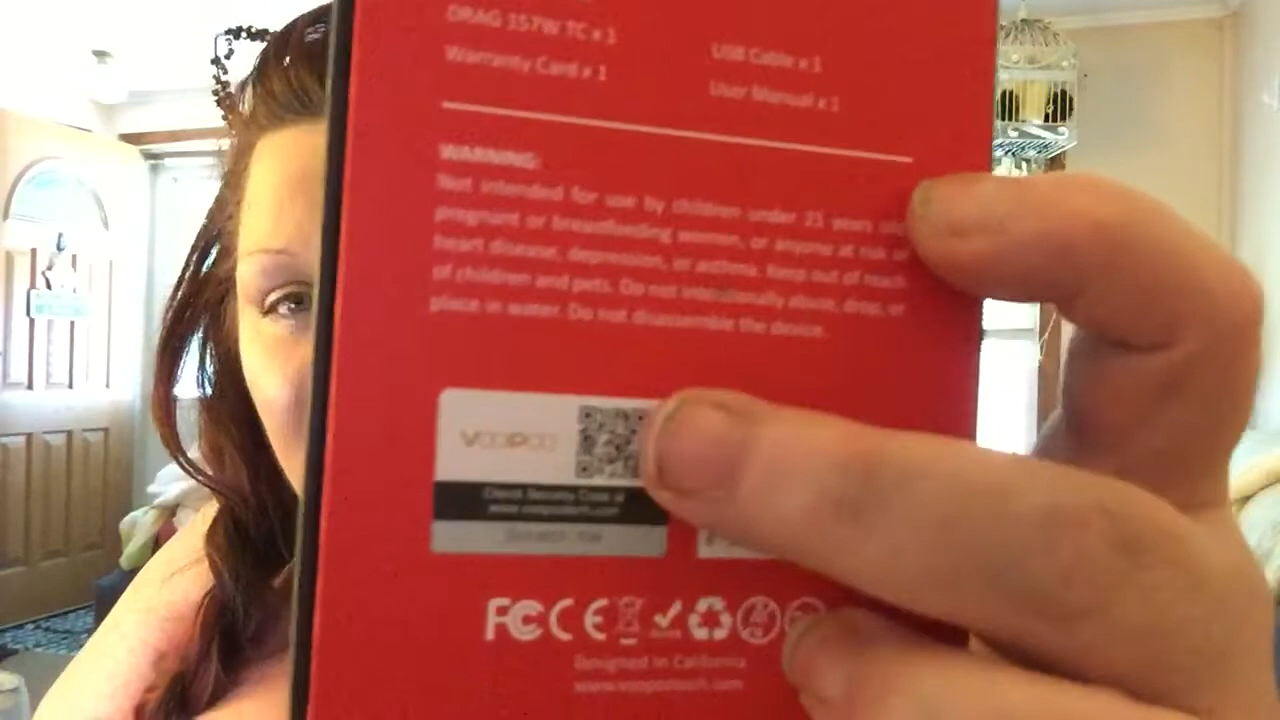 DRAG 157W TC x 1
USB Cable x 1
Warranty Card x 1
User Manual x 1
WARNING:
Not intended for use by children under 21 years old,
pregnant or breastfeeding women, or anyone at risk of
heart disease, depression, or asthma. Keep out of reach
of children and pets. Do not intentionally abuse, drop, or
place in water. Do not disassemble the device.
VOOPOO
Check Security Code at
www.voopootech.com
FC CE
Designed in California
www.voopootech.com